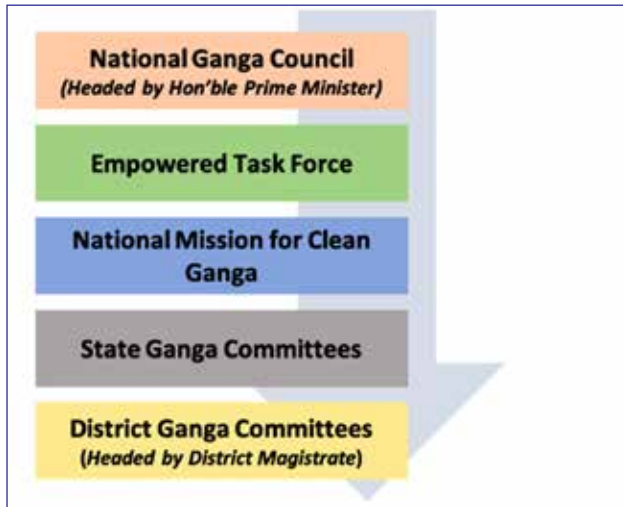 National Ganga Council
(Headed by Hon'ble Prime Minister)
Empowered Task Force
National Mission for Clean
Ganga
State Ganga Committees
District Ganga Committees
(Headed by District Magistrate)